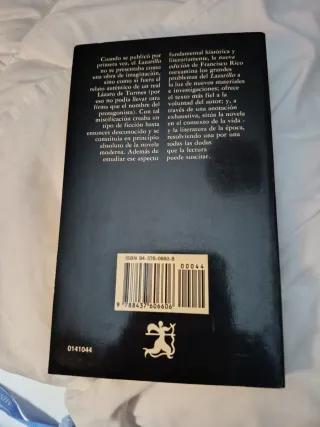 Cuando se publicó por
primera vez, el Lazarillo
no se presentaba como
una obra de imaginación,
sino como si fuera el
relato auténtico de un real
Lázaro de Tormes (por
eso no podía llevar otra
firma que el nombre del
protagonista). Con tal
mistificación creaba un
tipo de ficción hasta
entonces desconocido y se
constituía en principio
absoluto de la novela
moderna. Además de
estudiar ese aspecto
fundamental histórica y
literariamente, la nueva
edición de Francisco Rico
reexamina los grandes
problemas del Lazarillo a
la luz de nuevos materiales
e investigaciones; ofrece
el texto más fiel a la
voluntad del autor; y, a
través de una anotación
exhaustiva, sitúa la novela
en el contexto de la vida
y la literatura de la época,
resolviendo una por una
todas las dudas
que la lectura
puede suscitar.
ISBN 84-376-0660-8
00044
9 788437 606606
0141044